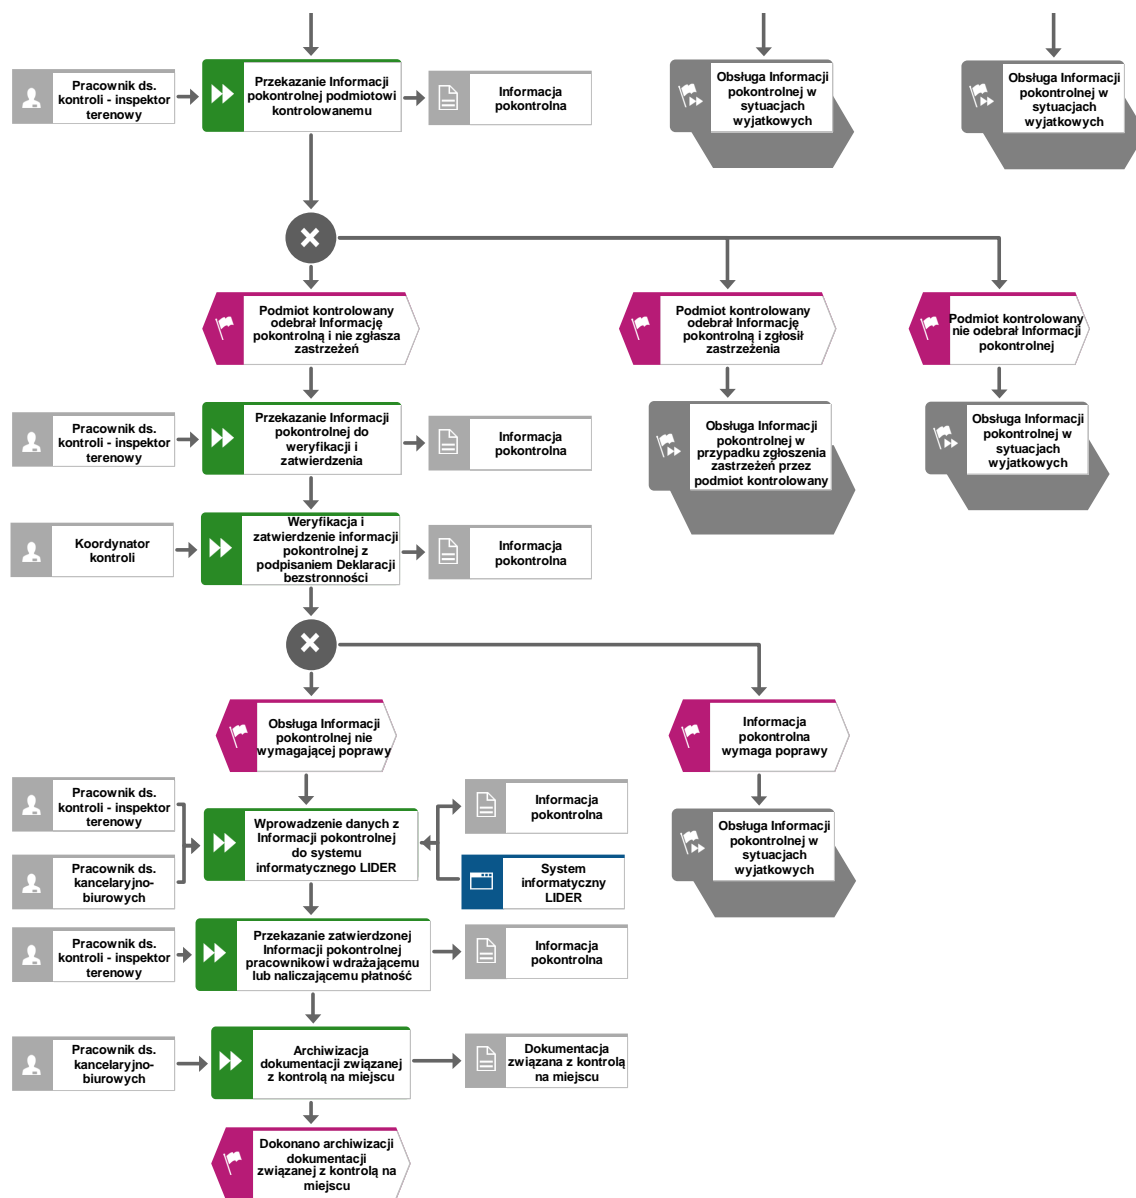 Pracownik ds.
kontroli - inspektor
terenowy
Przekazanie Informacji
pokontrolnej podmiotowi
kontrolowanemu
Informacja
pokontrolna
Obsługa Informacji
pokontrolnej w
sytuacjach
wyjatkowych
Obsługa Informacji
pokontrolnej w
sytuacjach
wyjatkowych
Podmiot kontrolowany
odebrał Informację
pokontrolną i nie zgłasza
zastrzeżeń
Podmiot kontrolowany
odebrał Informację
pokontrolną i zgłosił
zastrzeżenia
Podmiot kontrolowany
nie odebrał Informacji
pokontrolnej
Pracownik ds.
kontroli - inspektor
terenowy
Przekazanie Informacji
pokontrolnej do
weryfikacji i
zatwierdzenia
Informacja
pokontrolna
Obsługa Informacji
pokontrolnej w
przypadku zgłoszenia
zastrzeżeń przez
podmiot kontrolowany
Obsługa Informacji
pokontrolnej w
sytuacjach
wyjatkowych
Koordynator
kontroli
Weryfikacja i
zatwierdzenie informacji
pokontrolnej z
podpisaniem Deklaracji
bezstronności
Informacja
pokontrolna
Obsługa Informacji
pokontrolnej nie
wymagającej poprawy
Informacja
pokontrolna
wymaga poprawy
Pracownik ds.
kontroli - inspektor
terenowy
Pracownik ds.
kancelaryjno-
biurowych
Wprowadzenie danych z
Informacji pokontrolnej
do systemu
informatycznego LIDER
Informacja
pokontrolna
System
informatyczny
LIDER
Obsługa Informacji
pokontrolnej w
sytuacjach
wyjatkowych
Pracownik ds.
kontroli - inspektor
terenowy
Przekazanie zatwierdzonej
Informacji pokontrolnej
pracownikowi wdrażającemu
lub naliczającemu płatność
Informacja
pokontrolna
Pracownik ds.
kancelaryjno-
biurowych
Archiwizacja
dokumentacji związanej
z kontrolą na miejscu
Dokumentacja
związana z kontrolą
na miejscu
Dokonano archiwizacji
dokumentacji
związanej z kontrolą na
miejscu